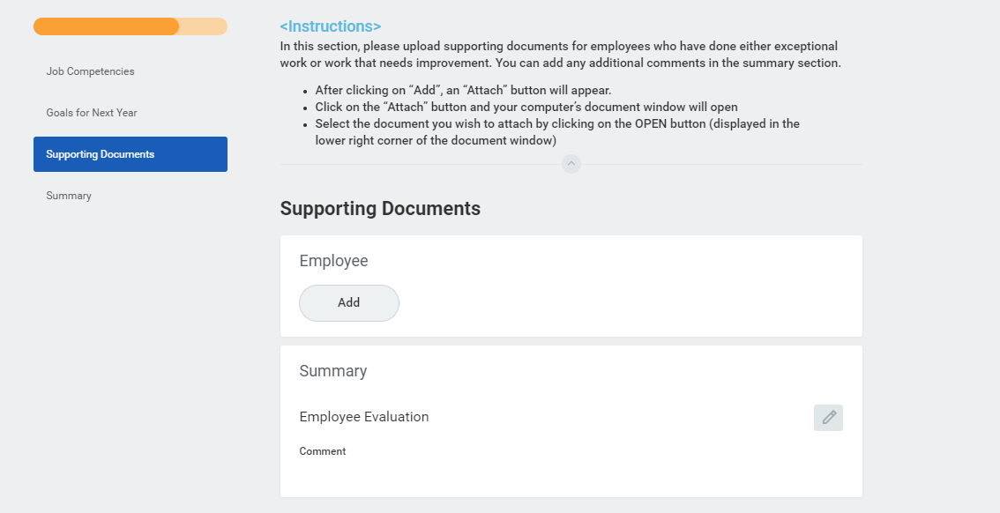 <Instructions>
In this section, please upload supporting documents for employees who have done either exceptional
work or work that needs improvement. You can add any additional comments in the summary section.
• After clicking on “Add”, an “Attach” button will appear.
• Click on the “Attach” button and your computer’s document window will open
• Select the document you wish to attach by clicking on the OPEN button (displayed in the
lower right corner of the document window)
Job Competencies
Goals for Next Year
Supporting Documents
Summary
Supporting Documents
Employee
Add
Summary
Employee Evaluation
Comment